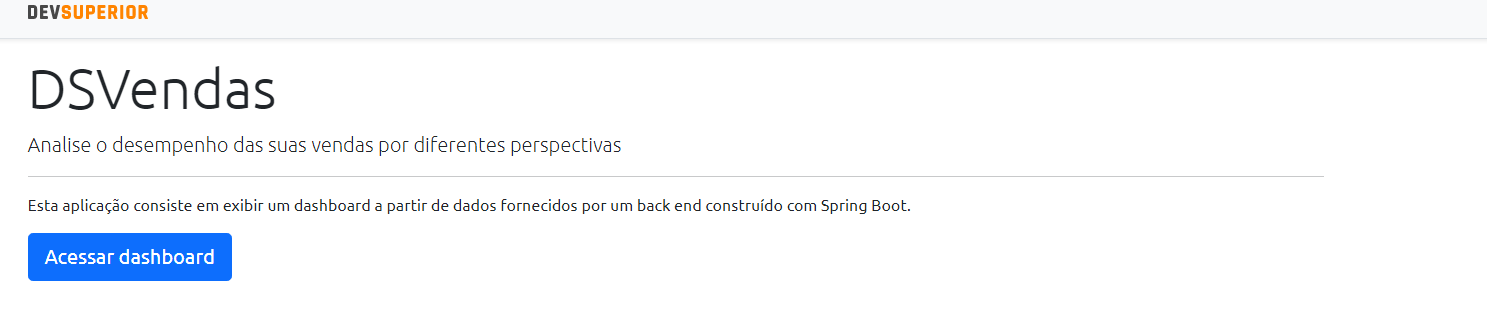 DEVSUPERIOR
DSVendas
Analise o desempenho das suas vendas por diferentes perspectivas
Esta aplicação consiste em exibir um dashboard a partir de dados fornecidos por um back end construído com Spring Boot.
Acessar dashboard